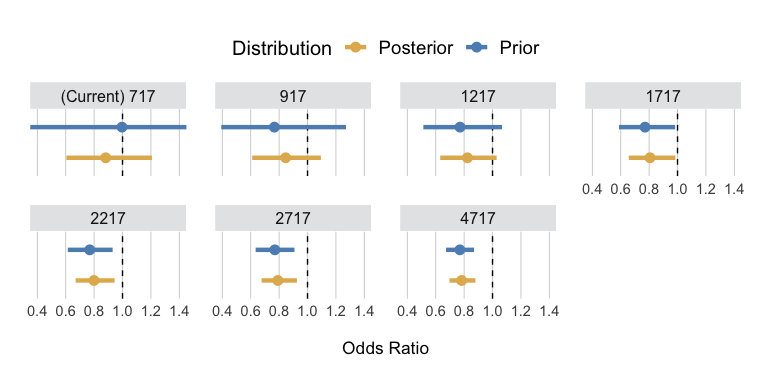 Distribution Posterior Prior
(Current) 717 917 1217 1717
0.4 0.6 0.8 1.0 1.2 1.4
2217 2717 4717
0.4 0.6 0.8 1.0 1.2 1.4 0.4 0.6 0.8 1.0 1.2 1.4 0.4 0.6 0.8 1.0 1.2 1.4
Odds Ratio